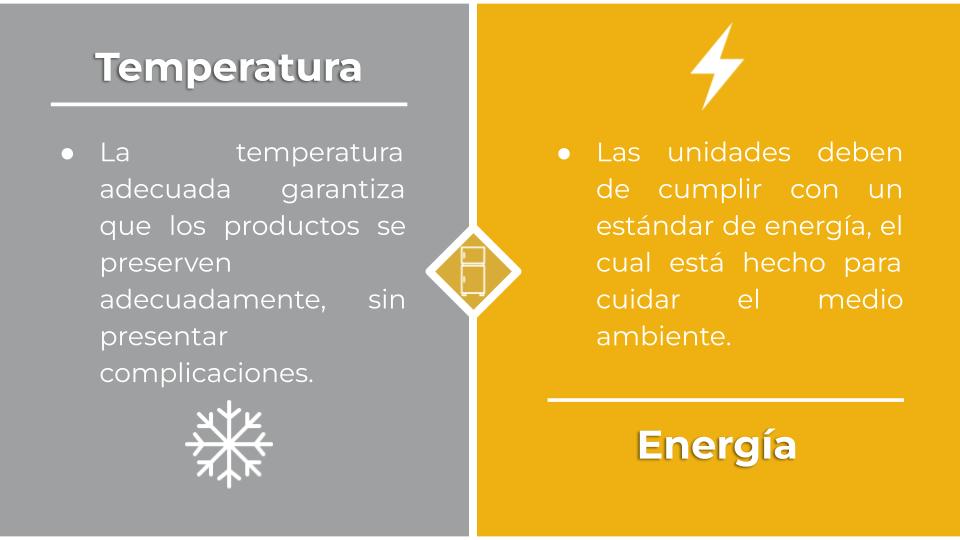 Temperatura
● La temperatura
adecuada garantiza
que los productos se
preserven
adecuadamente, sin
presentar
complicaciones.
● Las unidades deben
de cumplir con un
estándar de energía, el
cual está hecho para
cuidar el medio
ambiente.
Energía